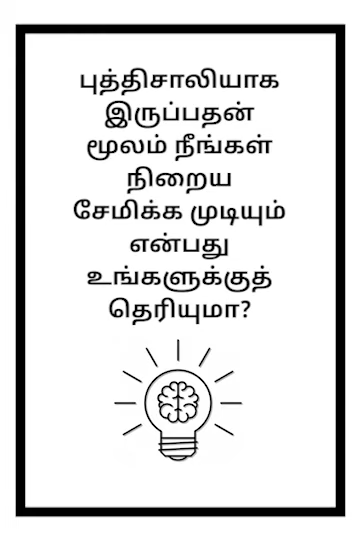 புத்திசாலியாக
இருப்பதன்
மூலம் நீங்கள்
நிறைய
சேமிக்க முடியும்
என்பது
உங்களுக்குத்
தெரியுமா?